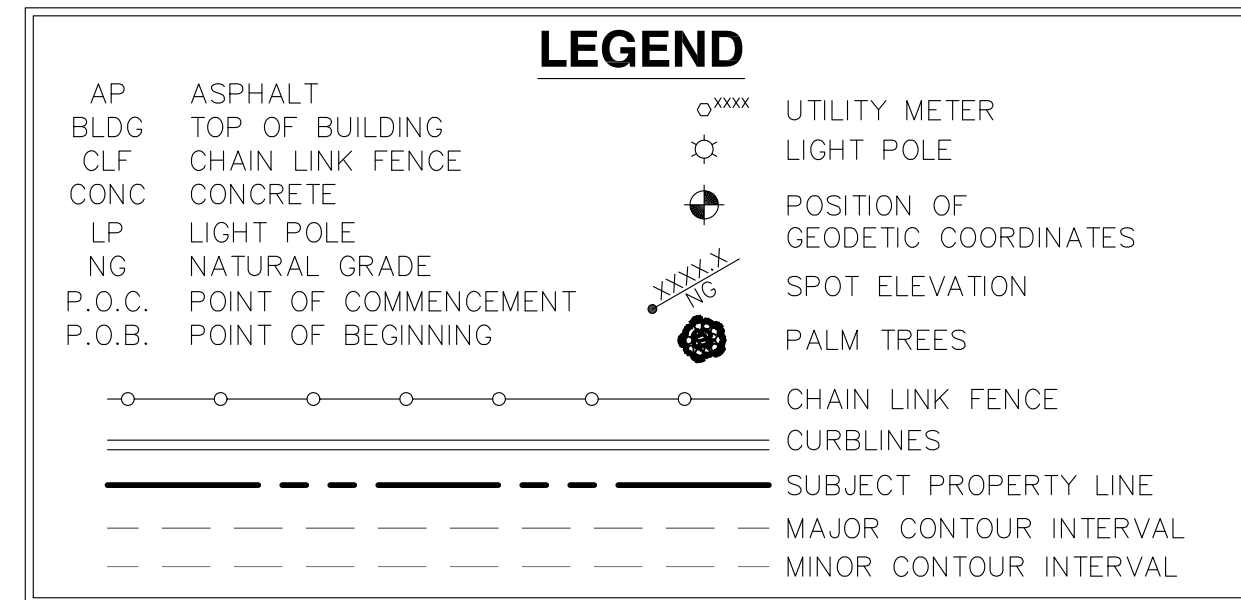 LEGEND
AP ASPHALT
BLDG TOP OF BUILDING
CLF CHAIN LINK FENCE
CONC CONCRETE
LP LIGHT POLE
NG NATURAL GRADE
P.O.C. POINT OF COMMENCEMENT
P.O.B. POINT OF BEGINNING
XXXX UTILITY METER
LIGHT POLE
POSITION OF
GEODETIC COORDINATES
XXXX.X
NG
SPOT ELEVATION
PALM TREES
CHAIN LINK FENCE
CURBLINES
SUBJECT PROPERTY LINE
MAJOR CONTOUR INTERVAL
MINOR CONTOUR INTERVAL